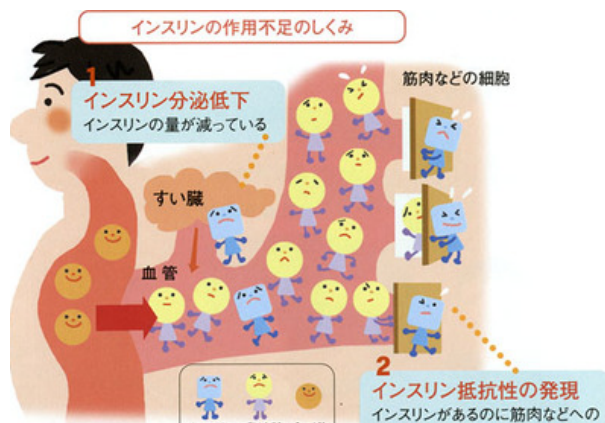 インスリンの作用不足のしくみ
1
インスリン分泌低下
インスリンの量が減っている
筋肉などの細胞
すい臓
血管
2
インスリン抵抗性の発現
インスリンがあるのに筋肉などへの